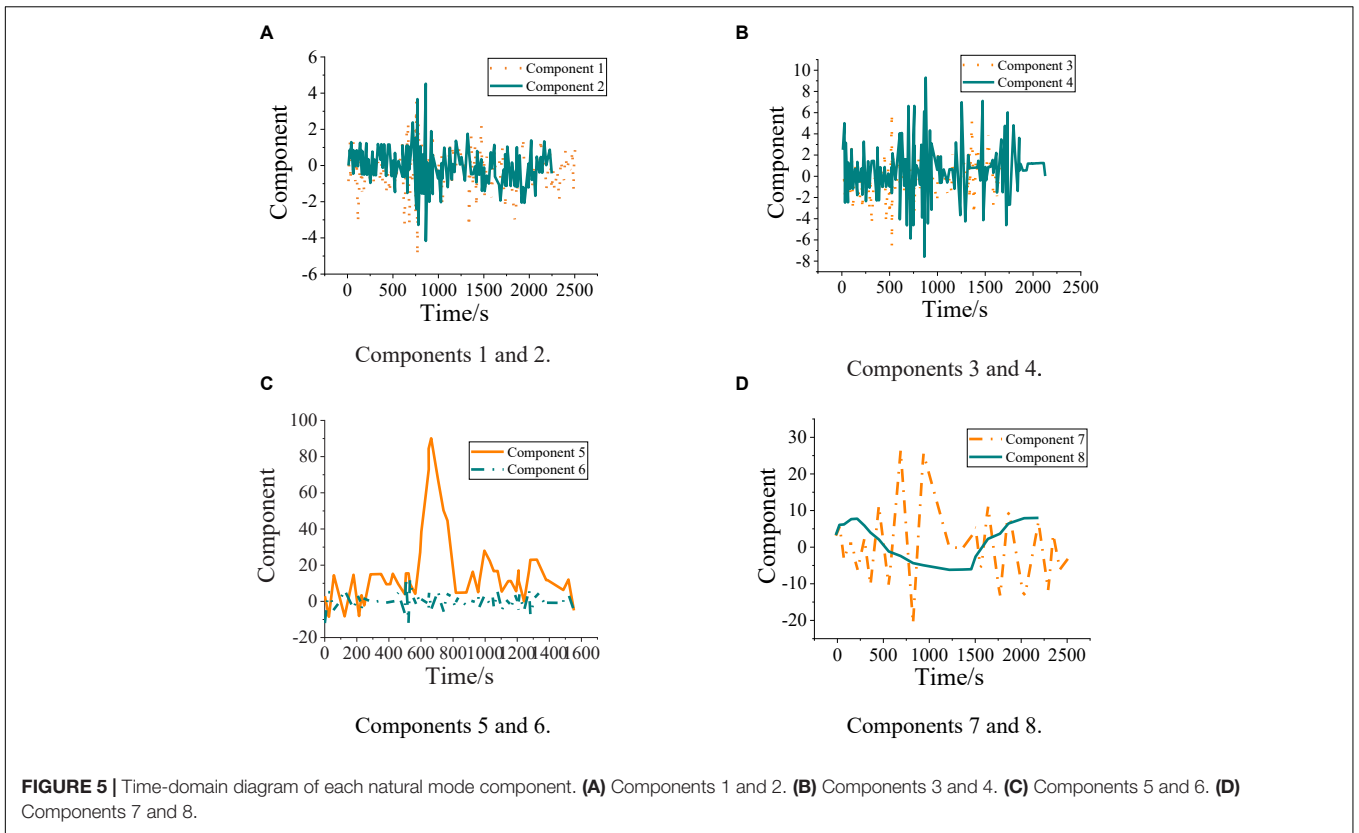 A
6
4
2
0
-2
-4
-6
Component
Component 1
Component 2
0 500 1000 1500 2000 2500
Time/s
Components 1 and 2.
B
10
8
6
4
2
0
-2
-4
-6
-8
Component
Component 3
Component 4
0 500 1000 1500 2000 2500
Time/s
Components 3 and 4.
C
100
80
60
40
20
0
-20
Component
Component 5
Component 6
0 200 400 600 800 1000 1200 1400 1600
Time/s
Components 5 and 6.
D
30
20
10
0
-10
-20
Component
Component 7
Component 8
0 500 1000 1500 2000 2500
Time/s
Components 7 and 8.
FIGURE 5 | Time-domain diagram of each natural mode component. (A) Components 1 and 2. (B) Components 3 and 4. (C) Components 5 and 6. (D)
Components 7 and 8.